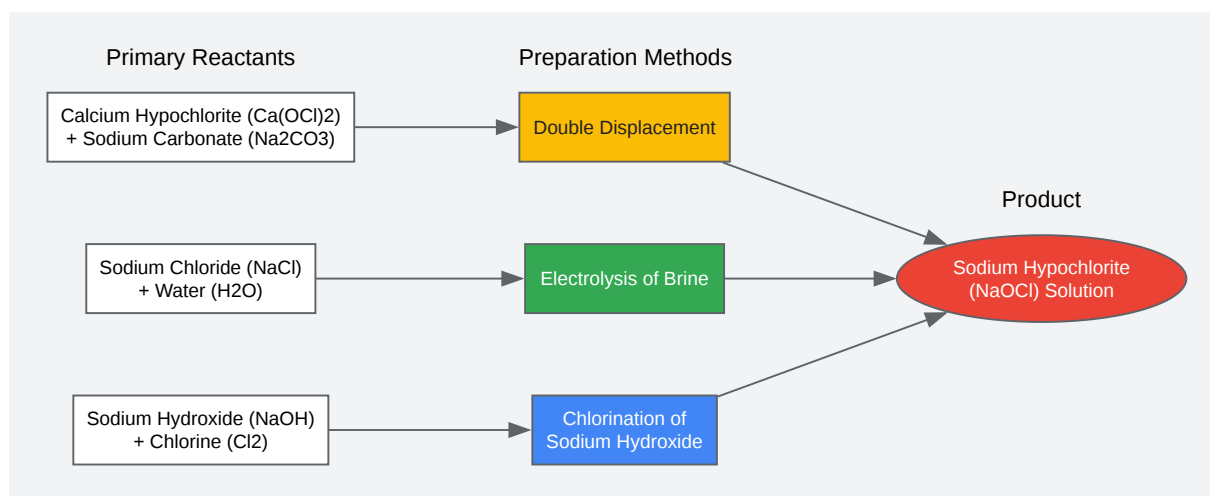 Primary Reactants
Preparation Methods
Calcium Hypochlorite (Ca(OCl)2)
+ Sodium Carbonate (Na2CO3)
Double Displacement
Product
Sodium Chloride (NaCl)
+ Water (H2O)
Electrolysis of Brine
Sodium Hypochlorite
(NaOCl) Solution
Sodium Hydroxide (NaOH)
+ Chlorine (Cl2)
Chlorination of
Sodium Hydroxide